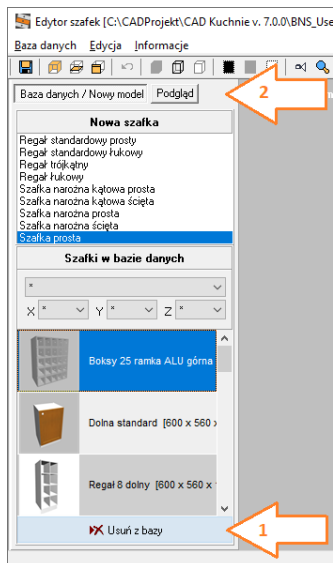 Edytor szafek [C:\CADProjekt\CAD Kuchnie v. 7.0.0\BNS_Use
Baza danych Edycja Informacje
Baza danych / Nowy model Podgląd
2
Nowa szafka
Regał standardowy prosty
Regał standardowy łukowy
Regał trójkątny
Regał łukowy
Szafka narożna kątowa prosta
Szafka narożna kątowa ścięta
Szafka narożna prosta
Szafka narożna ścięta
Szafka prosta
Szafki w bazie danych
*
X * Y * Z *
Boksy 25 ramka ALU górna
Dolna standard [600 x 560 x
Regał 8 dolny [600 x 560 x
Usuń z bazy
1